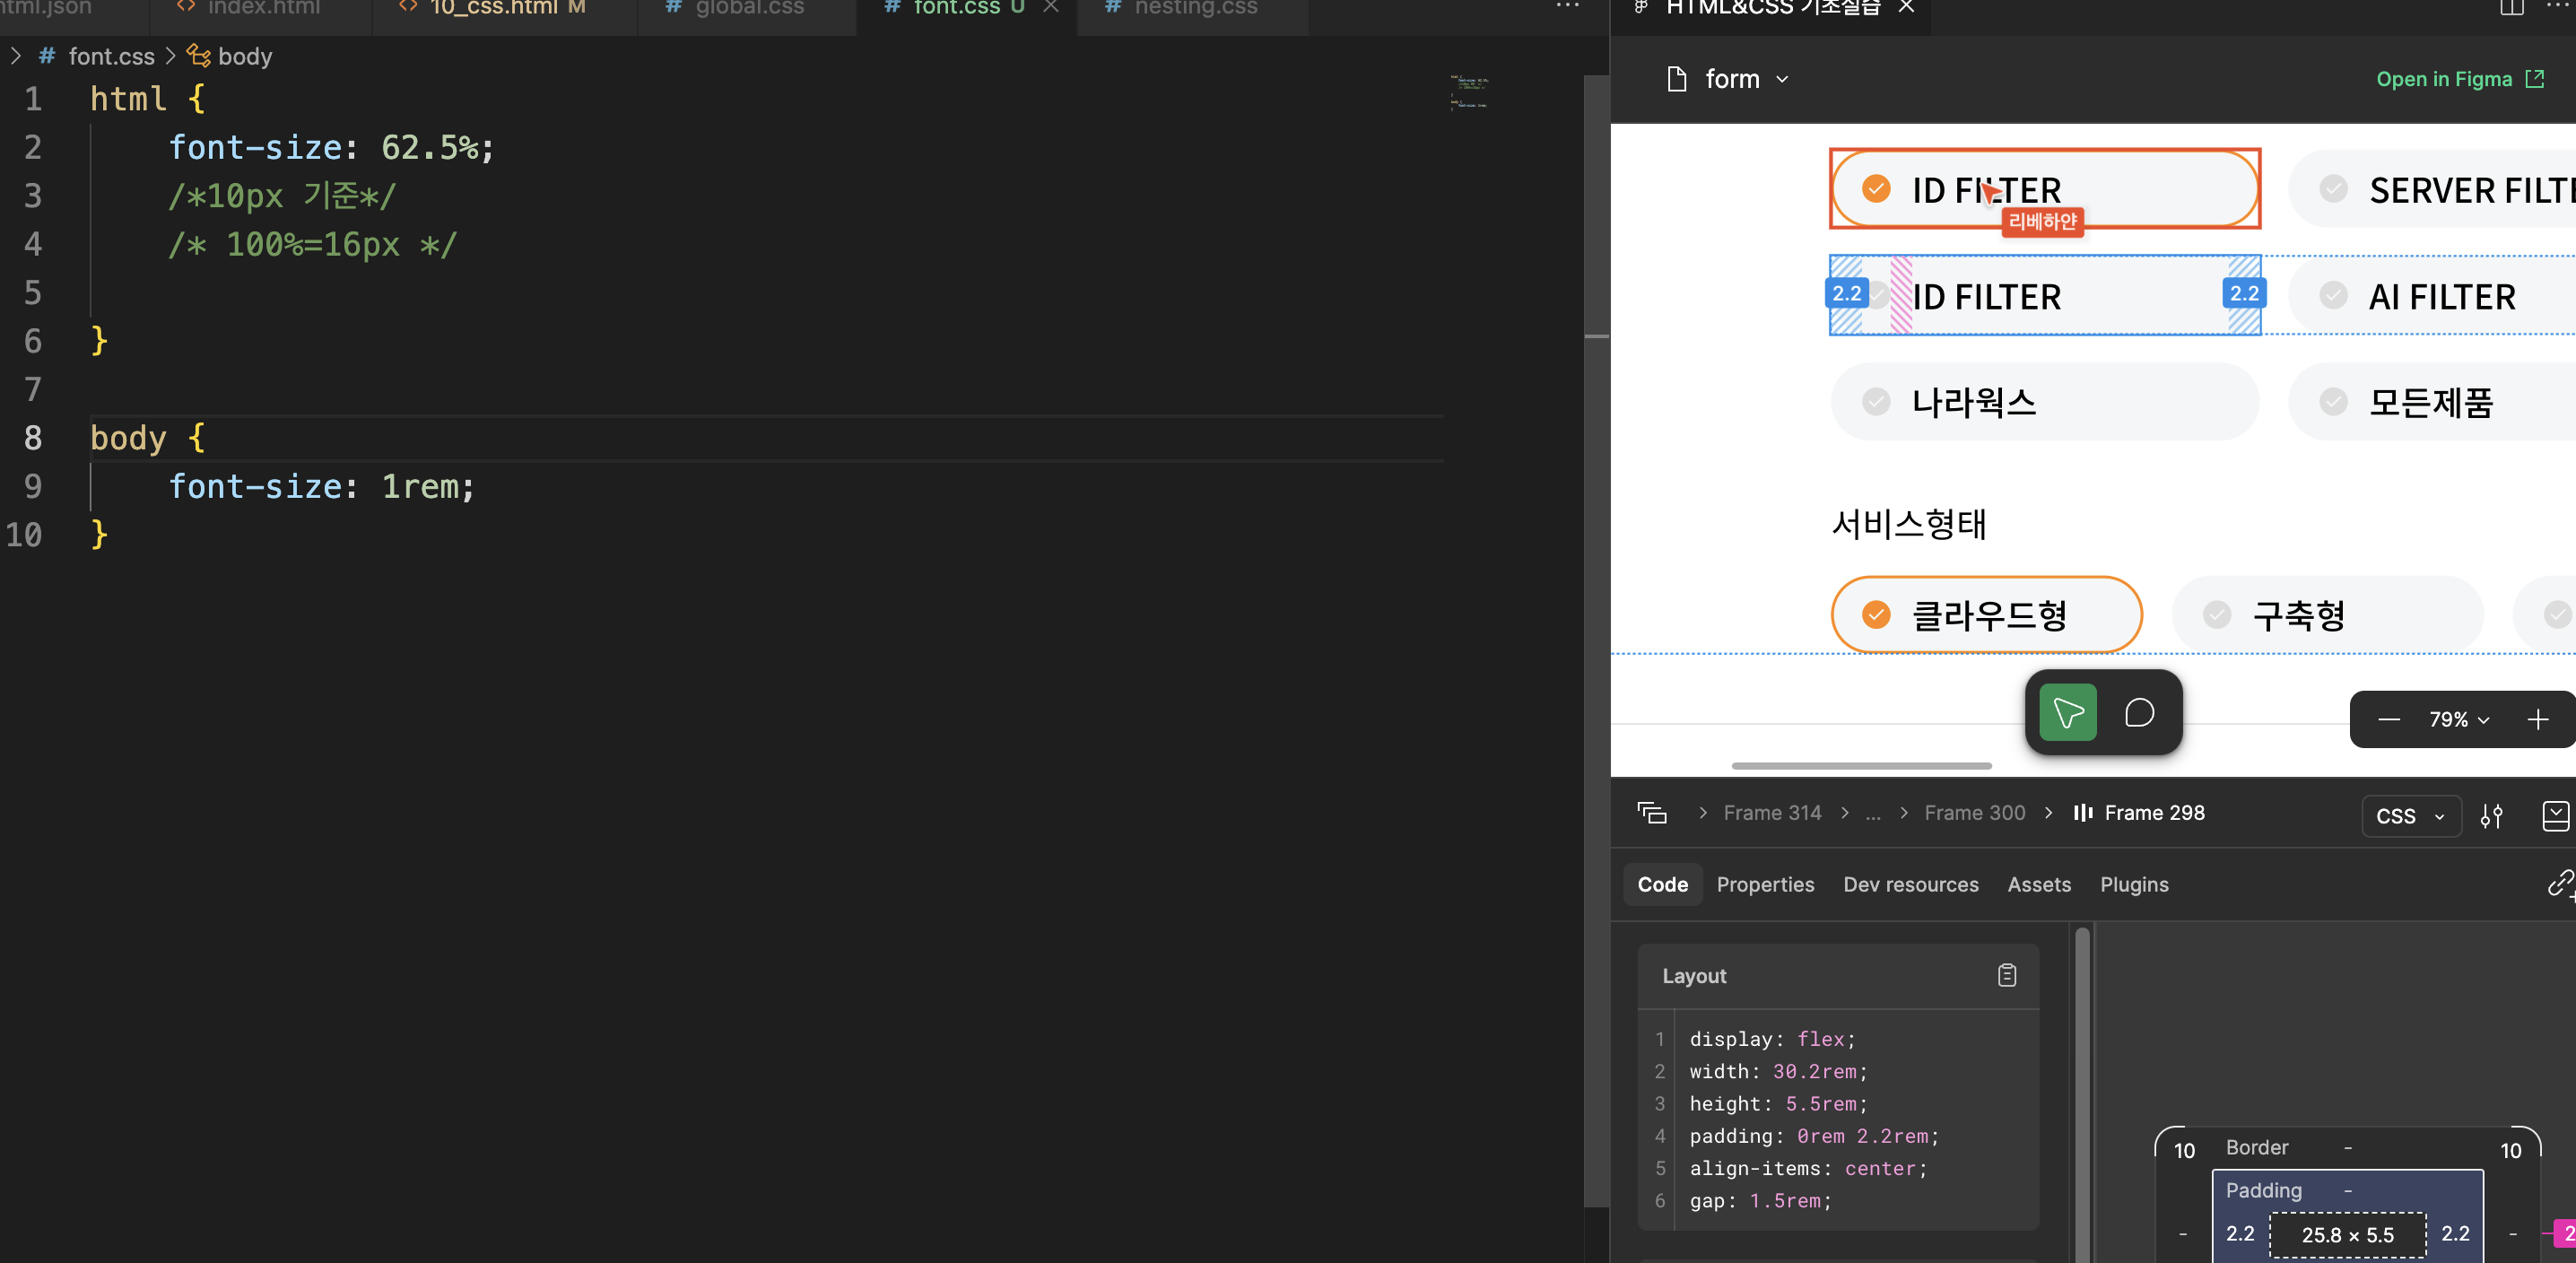 html.json index.html 10_css.html M global.css font.css U nesting.css
font.css body
1 html {
2 font-size: 62.5%;
3 /*10px 기준*/
4 /* 100%=16px */
5
6 }
7
8 body {
9 font-size: 1rem;
10 }
HTML&CSS 기초실습
form
Open in Figma
ID FILTER
리베하얀
2.2 ID FILTER 2.2
AI FILTER
나라웍스
모든제품
서비스형태
클라우드형
구축형
79%
Frame 314 ... Frame 300 Frame 298
CSS
Code Properties Dev resources Assets Plugins
Layout
1 display: flex;
2 width: 30.2rem;
3 height: 5.5rem;
4 padding: 0rem 2.2rem;
5 align-items: center;
6 gap: 1.5rem;
10 Border - 10
Padding -
- 2.2 25.8 × 5.5 2.2 -